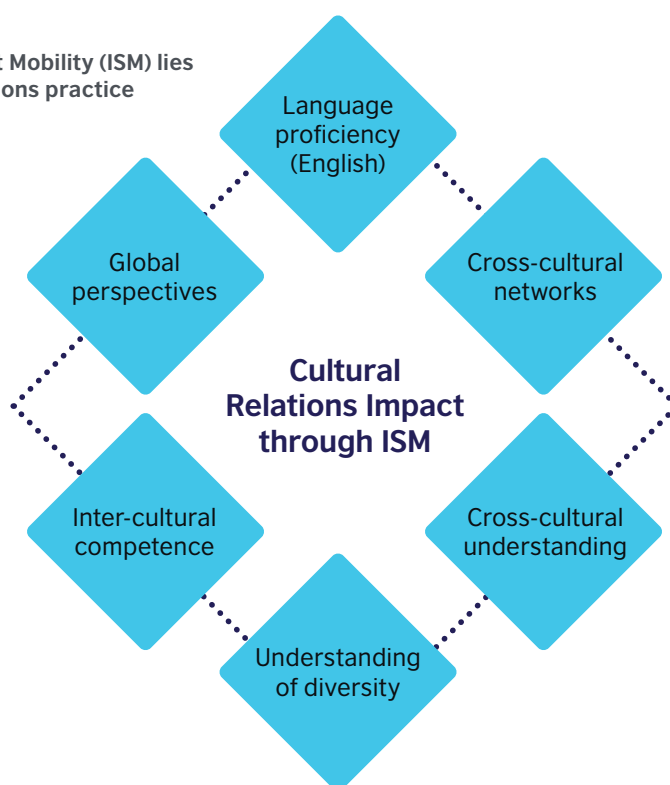 Mobility (ISM) lies
ons practice
Language
proficiency
(English)
Global
perspectives
Cross-cultural
networks
Cultural
Relations Impact
through ISM
Inter-cultural
competence
Cross-cultural
understanding
Understanding
of diversity